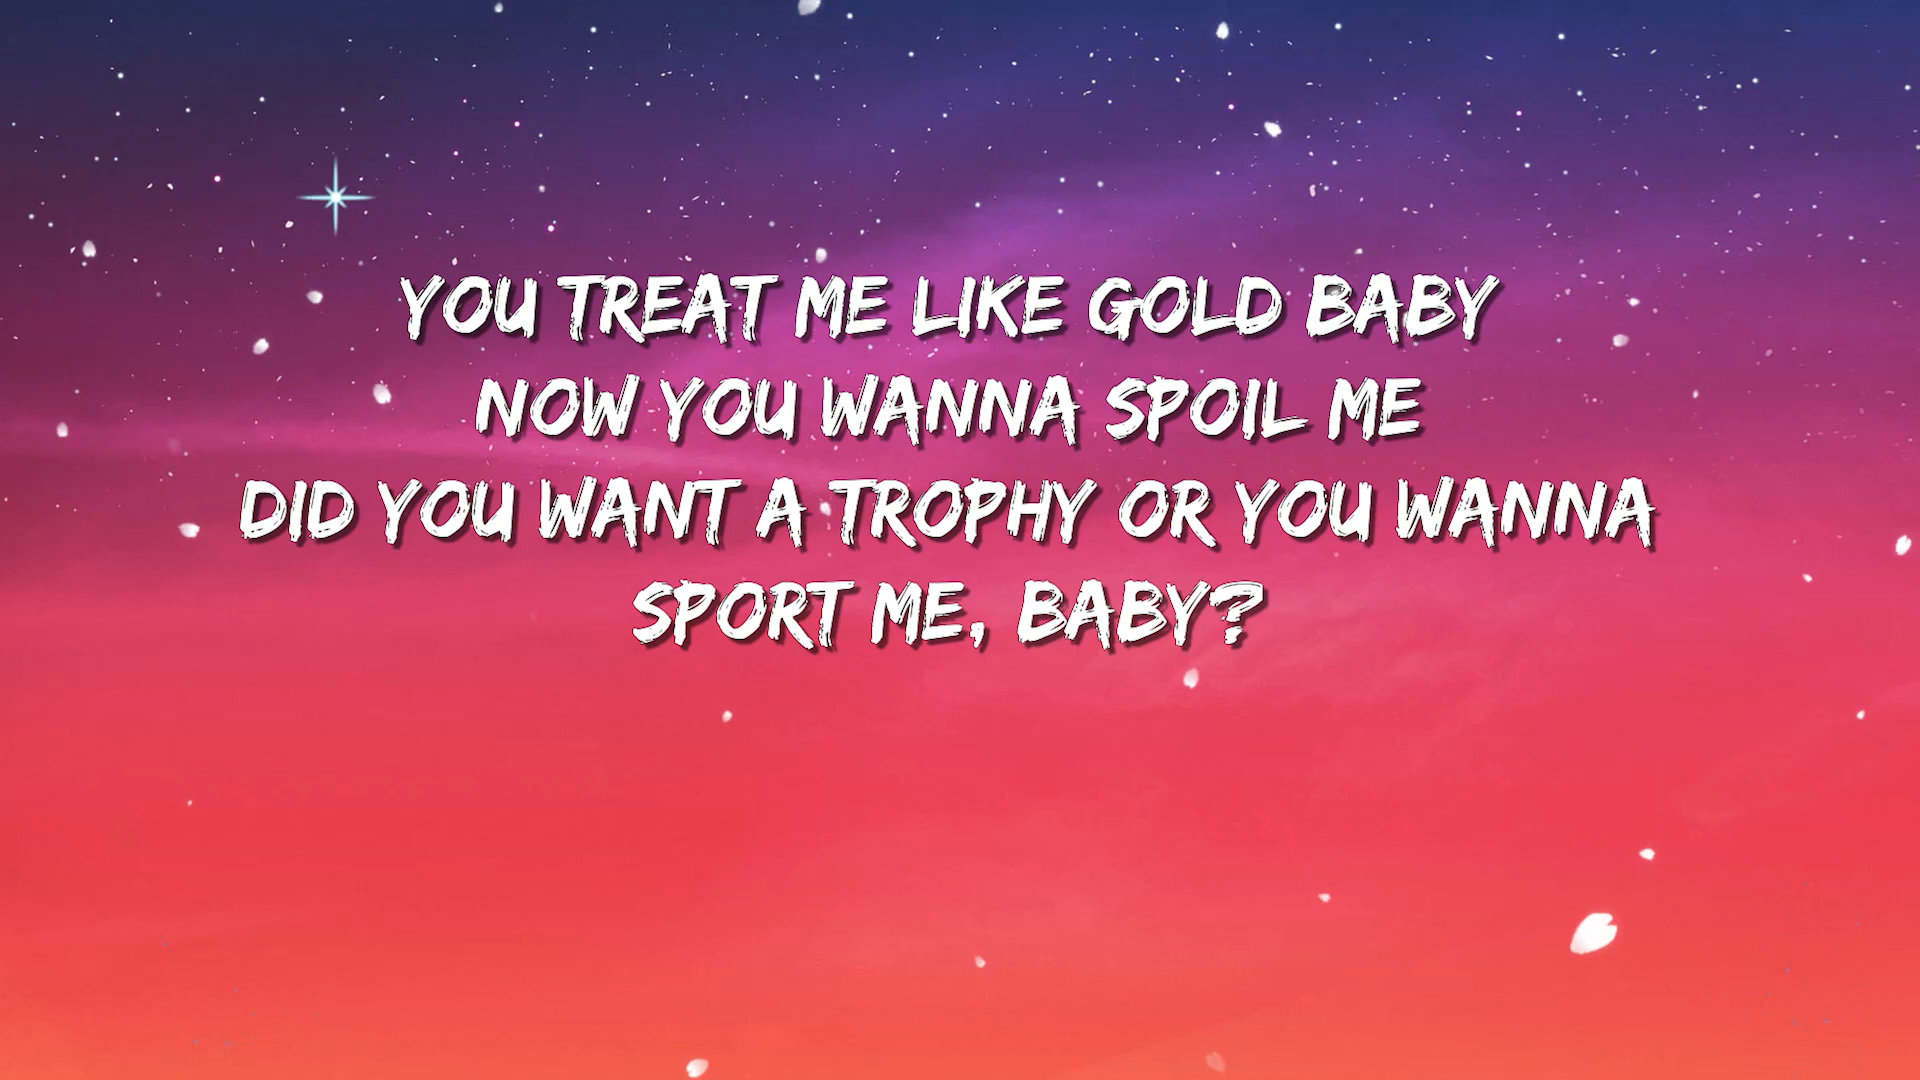 YOU TREAT ME LIKE GOLD BABY
NOW YOU WANNA SPOIL ME
DID YOU WANT A TROPHY OR YOU WANNA
SPORT ME, BABY?